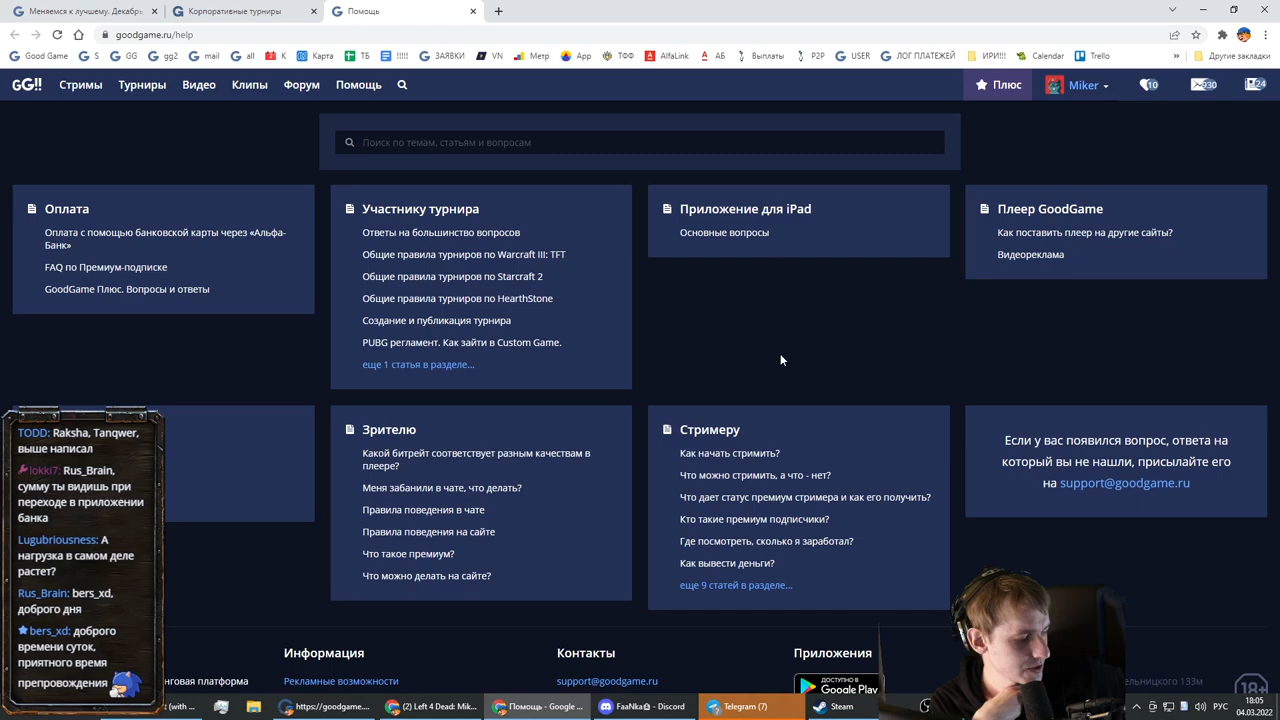 Меняемся к лучшему. Декабрь
Корпоративные турниры
Помощь
goodgame.ru/help
Good Game
S
GG
mail
all
Карта
ТБ
!!!!!
ЗАЯВКИ
VN
Метр
App
ТФФ
AlfaLink
АБ
Выплаты
P2P
USER
ЛОГ ПЛАТЕЖЕЙ
ИРИ!!!
Calendar
Trello
»
Другие закладки
GG!!
Стримы
Турниры
Видео
Клипы
Форум
Помощь
Плюс
Miker
10
930
24
Поиск по темам, статьям и вопросам
Оплата
Оплата с помощью банковской карты через «Альфа-
Банк»
FAQ по Премиум-подписке
GoodGame Плюс. Вопросы и ответы
Участнику турнира
Ответы на большинство вопросов
Общие правила турниров по Warcraft III: TFT
Общие правила турниров по Starcraft 2
Общие правила турниров по HearthStone
Создание и публикация турнира
PUBG регламент. Как зайти в Custom Game.
еще 1 статья в разделе...
Приложение для iPad
Основные вопросы
Плеер GoodGame
Как поставить плеер на другие сайты?
Видеореклама
TODD: Raksha, Tanqwer,
выше написал
lokki7: Rus_Brain,
сумму ты видишь при
переходе в приложении
банка
Lugubriousness: А
нагрузка в самом деле
растет?
Rus_Brain: bers_xd,
доброго дня
bers_xd: доброго
времени суток,
приятного время
препровождения
Зрителю
Какой битрейт соответствует разным качествам в
плеере?
Меня забанили в чате, что делать?
Правила поведения в чате
Правила поведения на сайте
Что такое премиум?
Что можно делать на сайте?
Стримеру
Как начать стримить?
Что можно стримить, а что - нет?
Что дает статус премиум стримера и как его получить?
Кто такие премиум подписчики?
Где посмотреть, сколько я заработал?
Как вывести деньги?
еще 9 статей в разделе...
Если у вас появился вопрос, ответа на
который вы не нашли, присылайте его
на support@goodgame.ru
Информация
Контакты
Приложения
Рекламные возможности
support@goodgame.ru
ДОСТУПНО В
Google Play
18+
(with ...
https://goodgame....
(2) Left 4 Dead: Mik...
Помощь - Google ...
FaaNka - Discord
Telegram (7)
Steam
РУС
18:05
04.03.2022